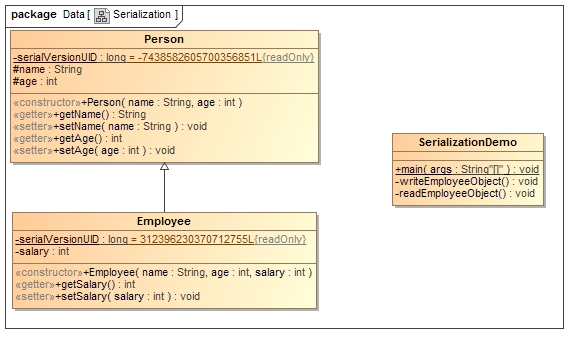 package Data [ Serialization ]
Person
-serialVersionUID : long = -7438582605700356851L{readOnly}
#name : String
#age : int
«constructor»+Person( name : String, age : int )
«getter»+getName() : String
«setter»+setName( name : String ) : void
«getter»+getAge() : int
«setter»+setAge( age : int ) : void
SerializationDemo
+main( args : String"[]" ) : void
-writeEmployeeObject() : void
-readEmployeeObject() : void
Employee
-serialVersionUID : long = 312396230370712755L{readOnly}
-salary : int
«constructor»+Employee( name : String, age : int, salary : int )
«getter»+getSalary() : int
«setter»+setSalary( salary : int ) : void